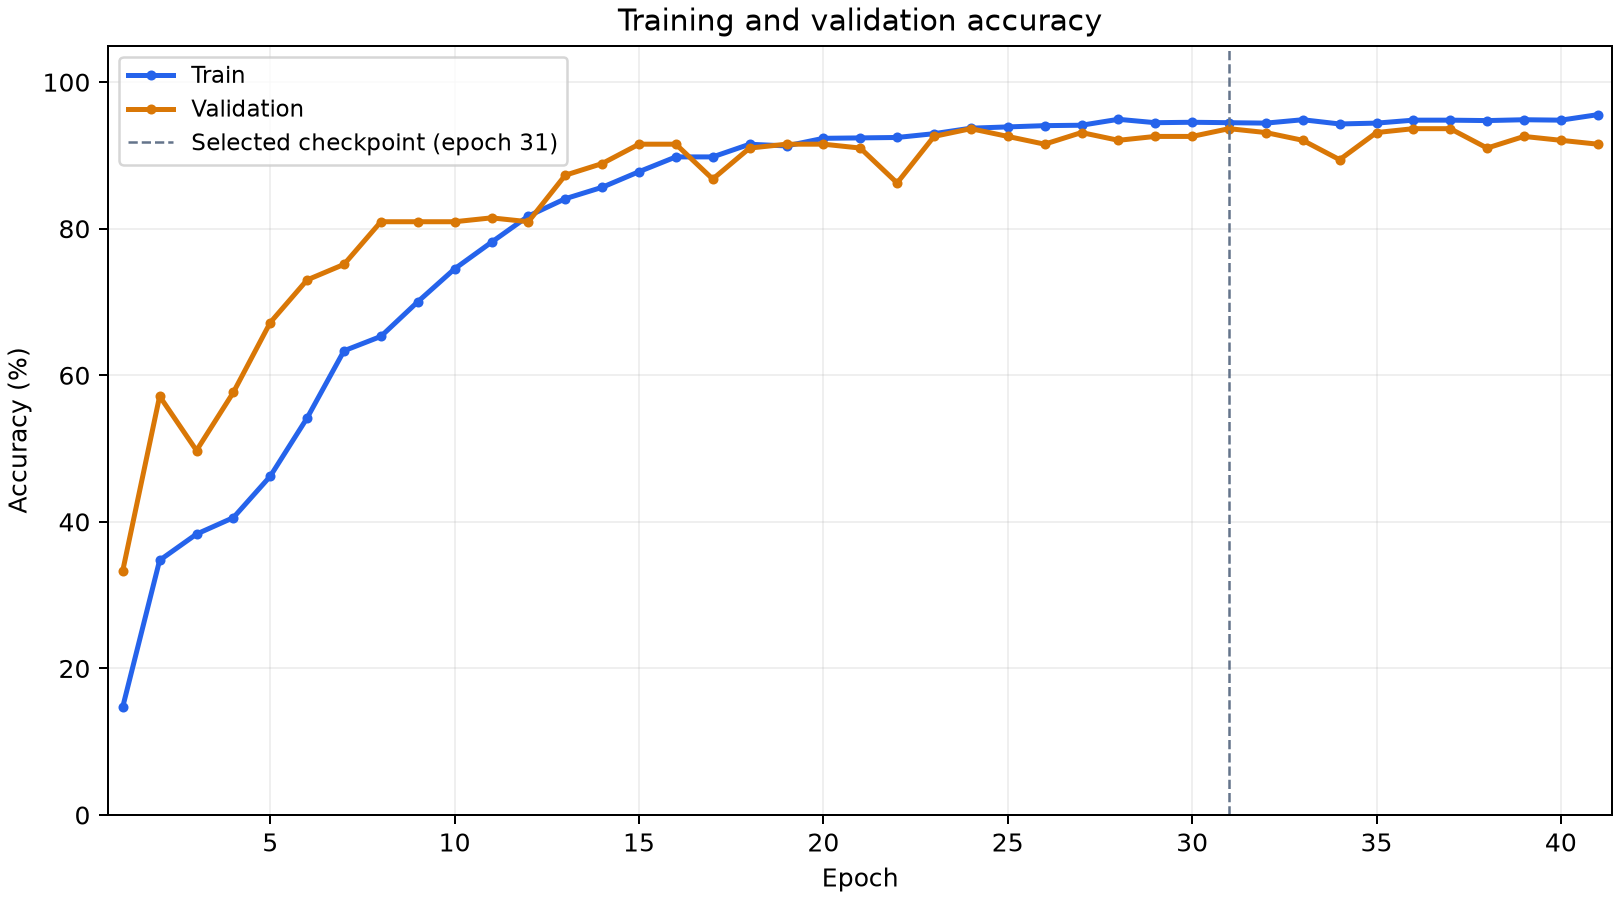 Training and validation accuracy
Train
Validation
Selected checkpoint (epoch 31)
Accuracy (%)
100
80
60
40
20
0
5 10 15 20 25 30 35 40
Epoch